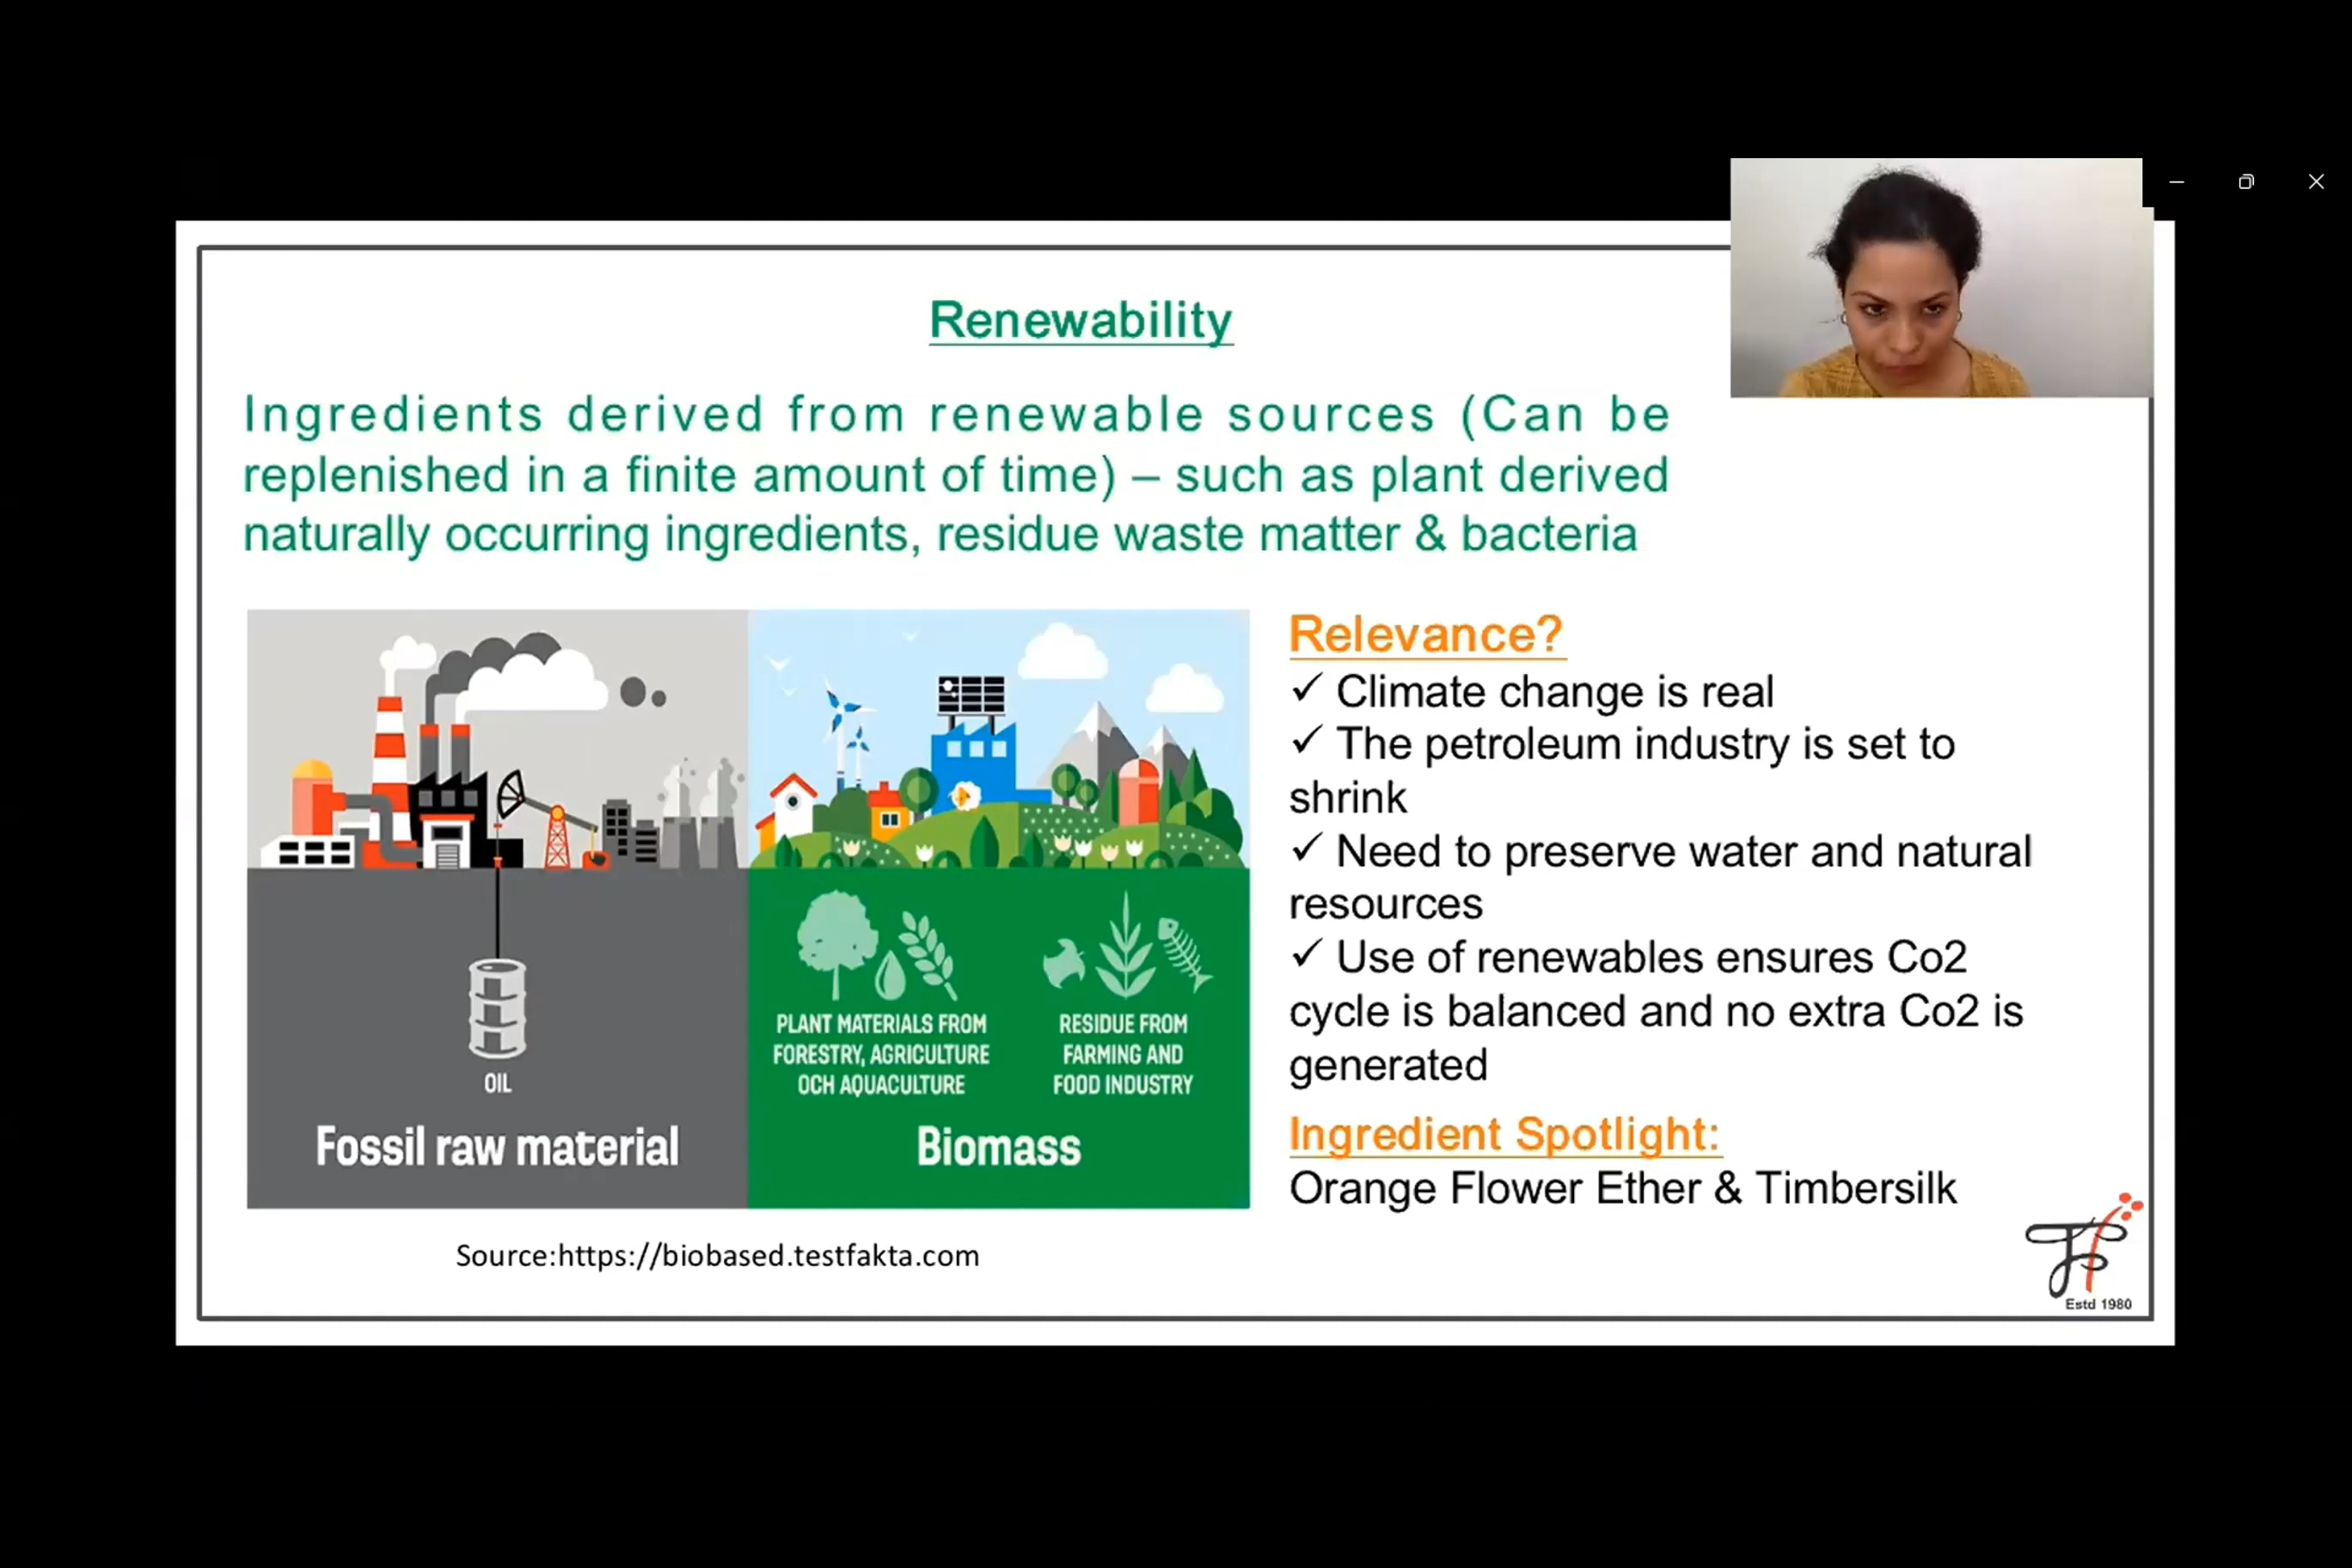 Renewability
Ingredients derived from renewable sources (Can be
replenished in a finite amount of time) – such as plant derived
naturally occurring ingredients, residue waste matter & bacteria
OIL
Fossil raw material
PLANT MATERIALS FROM
FORESTRY, AGRICULTURE
OCH AQUACULTURE
RESIDUE FROM
FARMING AND
FOOD INDUSTRY
Biomass
Source:https://biobased.testfakta.com
Relevance?
✓ Climate change is real
✓ The petroleum industry is set to
shrink
✓ Need to preserve water and natural
resources
✓ Use of renewables ensures Co2
cycle is balanced and no extra Co2 is
generated
Ingredient Spotlight:
Orange Flower Ether & Timbersilk
Estd 1980